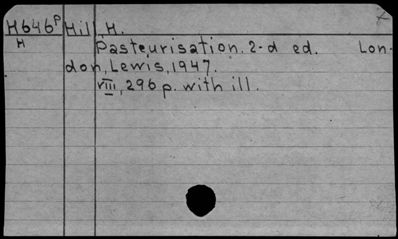 H646P Hill, H.
H Pasteurisation. 2-d ed. Lon-
don, Lewis, 1947.
VIII, 296 p. with ill.